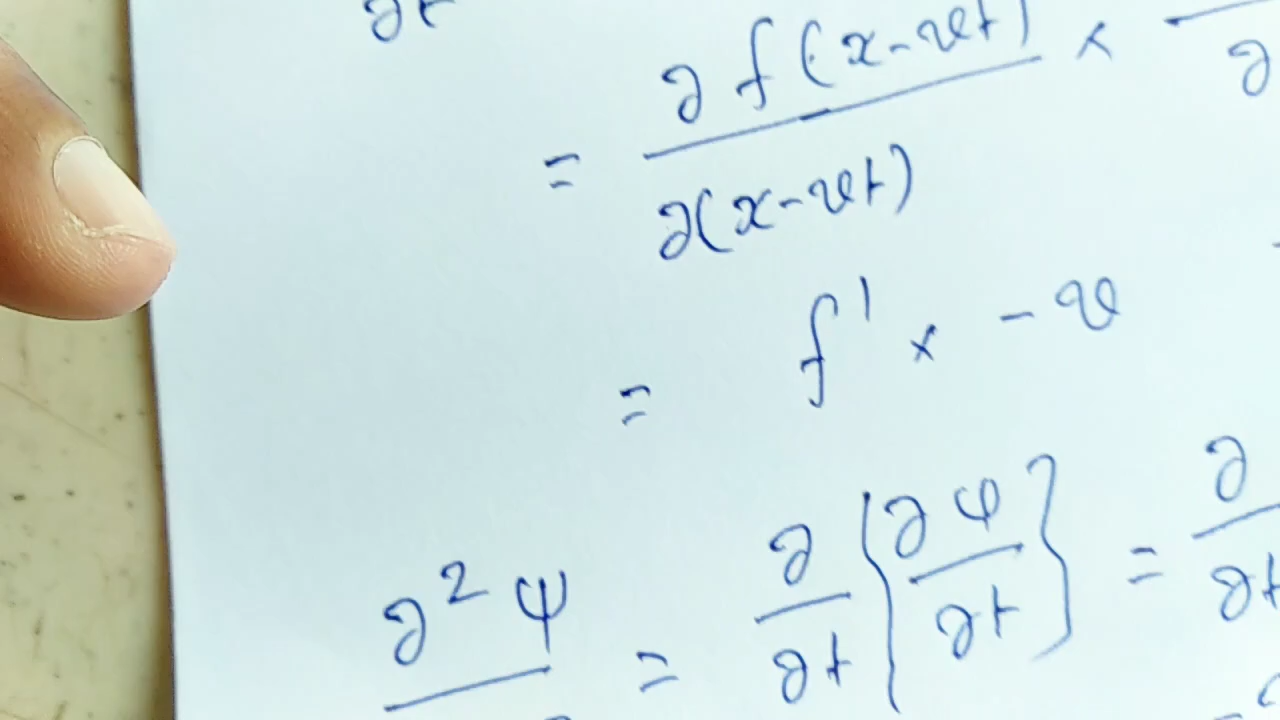 ∂t
= ∂f(x-vt) / ∂(x-vt) × / ∂
= f' × -v
∂²ψ = ∂/∂t {∂ψ/∂t} = ∂/∂t